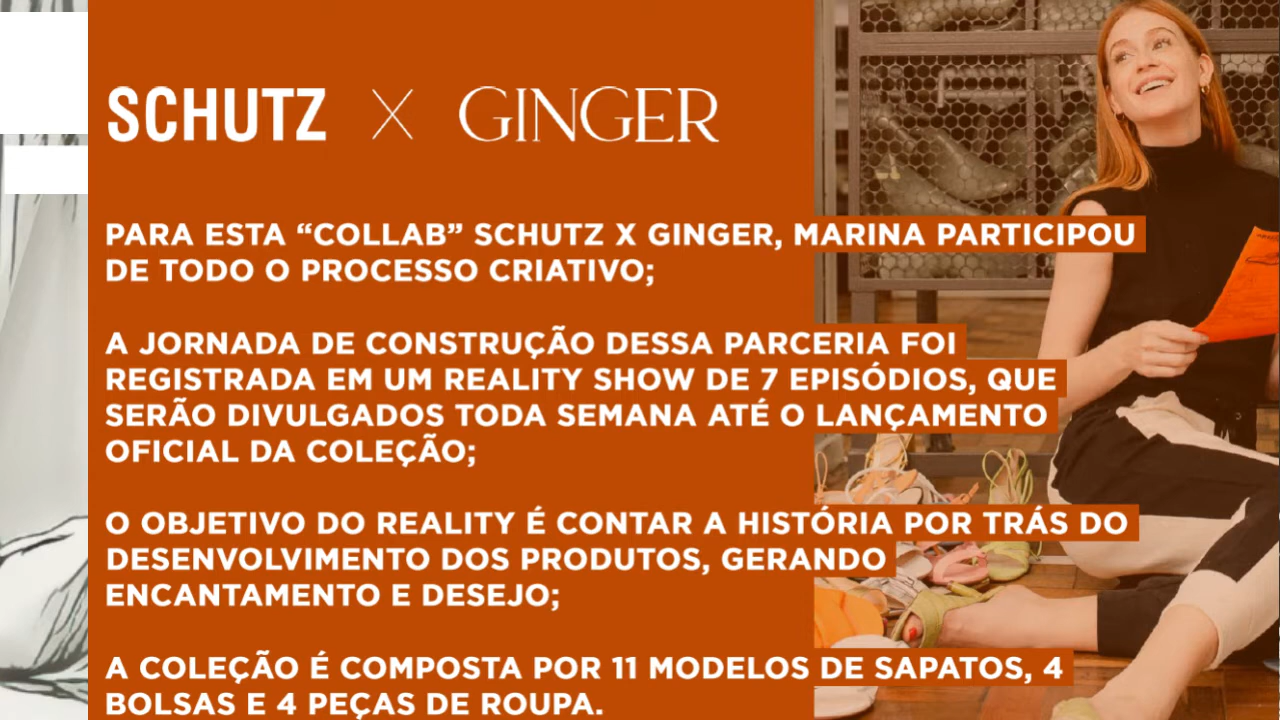 SCHUTZ X GINGER
PARA ESTA “COLLAB” SCHUTZ X GINGER, MARINA PARTICIPOU
DE TODO O PROCESSO CRIATIVO;
A JORNADA DE CONSTRUÇÃO DESSA PARCERIA FOI
REGISTRADA EM UM REALITY SHOW DE 7 EPISÓDIOS, QUE
SERÃO DIVULGADOS TODA SEMANA ATÉ O LANÇAMENTO
OFICIAL DA COLEÇÃO;
O OBJETIVO DO REALITY É CONTAR A HISTÓRIA POR TRÁS DO
DESENVOLVIMENTO DOS PRODUTOS, GERANDO
ENCANTAMENTO E DESEJO;
A COLEÇÃO É COMPOSTA POR 11 MODELOS DE SAPATOS, 4
BOLSAS E 4 PEÇAS DE ROUPA.